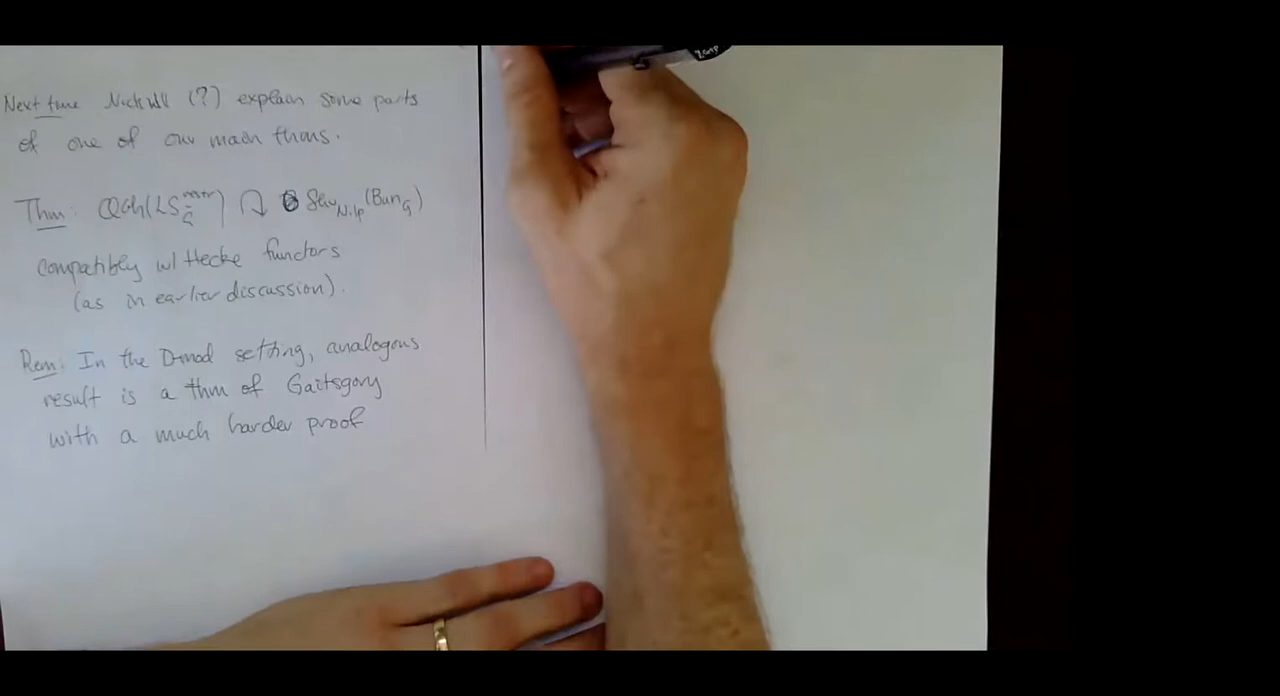 Next time Nick will (?) explain some parts
of one of our main thms.
Thm: QCoh(LS_Ğ^restr) ↷ Shv_Nilp(Bun_G)
compatibly w/ Hecke functors
(as in earlier discussion).
Rem: In the D-mod setting, analogous
result is a thm of Gaitsgory
with a much harder proof